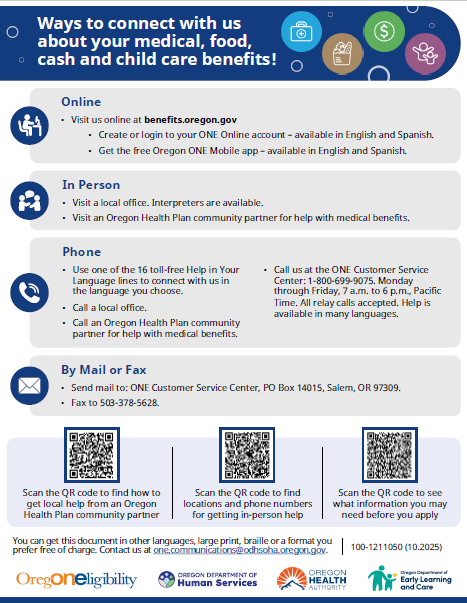 Ways to connect with us
about your medical, food,
cash and child care benefits!
Online
• Visit us online at benefits.oregon.gov
• Create or login to your ONE Online account – available in English and Spanish.
• Get the free Oregon ONE Mobile app – available in English and Spanish.
In Person
• Visit a local office. Interpreters are available.
• Visit an Oregon Health Plan community partner for help with medical benefits.
Phone
• Use one of the 16 toll-free Help in Your
Language lines to connect with us in
the language you choose.
• Call a local office.
• Call an Oregon Health Plan community
partner for help with medical benefits.
• Call us at the ONE Customer Service
Center: 1-800-699-9075. Monday
through Friday, 7 a.m. to 6 p.m., Pacific
Time. All relay calls accepted. Help is
available in many languages.
By Mail or Fax
• Send mail to: ONE Customer Service Center, PO Box 14015, Salem, OR 97309.
• Fax to 503-378-5628.
Scan the QR code to find how to
get local help from an Oregon
Health Plan community partner
Scan the QR code to find
locations and phone numbers
for getting in-person help
Scan the QR code to see
what information you may
need before you apply
You can get this document in other languages, large print, braille or a format you
prefer free of charge. Contact us at one.communications@odhsoha.oregon.gov.
100-1211050 (10.2025)
OregONEligibility
OREGON DEPARTMENT OF
Human Services
OREGON
HEALTH
AUTHORITY
Oregon Department of
Early Learning
and Care